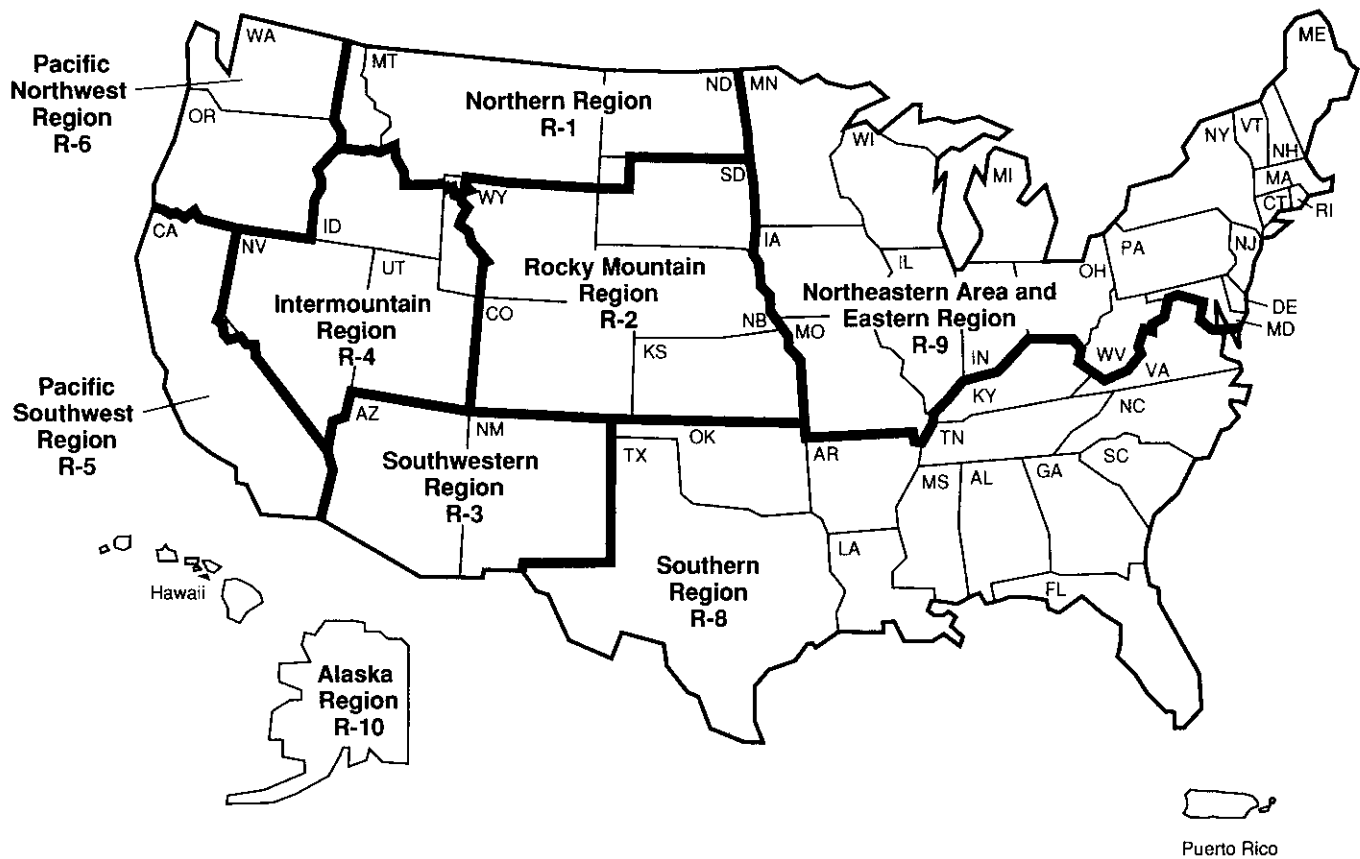 WA
Pacific
Northwest
Region
R-6
OR
MT
Northern Region
R-1
ND
MN
WI
MI
ME
NY
VT
NH
MA
CT
RI
SD
WY
ID
CA
NV
UT
Intermountain
Region
R-4
Rocky Mountain
Region
R-2
CO
NB
KS
IA
IL
MO
Northeastern Area and
Eastern Region
R-9
OH
PA
NJ
DE
MD
IN
WV
VA
KY
Pacific
Southwest
Region
R-5
AZ
NM
Southwestern
Region
R-3
OK
TX
AR
TN
NC
SC
MS
AL
GA
LA
FL
Southern
Region
R-8
Hawaii
Alaska
Region
R-10
Puerto Rico